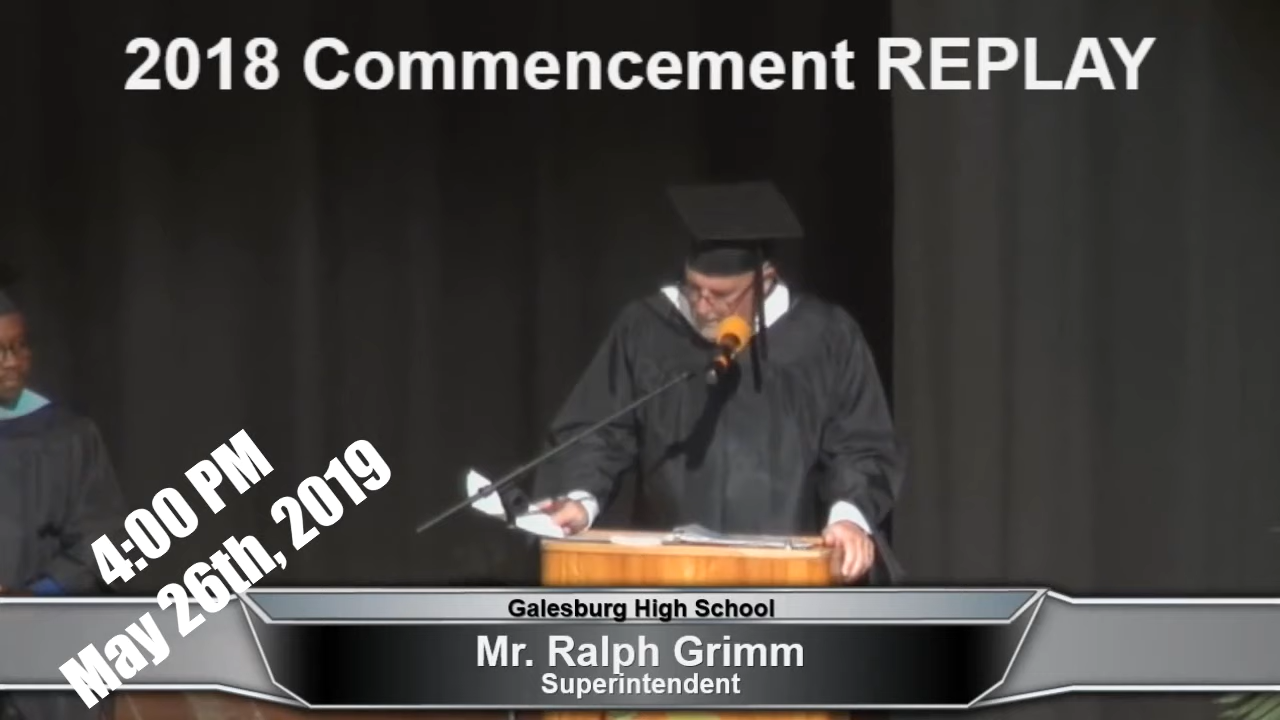 2018 Commencement REPLAY
4:00 PM
May 26th, 2019
Galesburg High School
Mr. Ralph Grimm
Superintendent